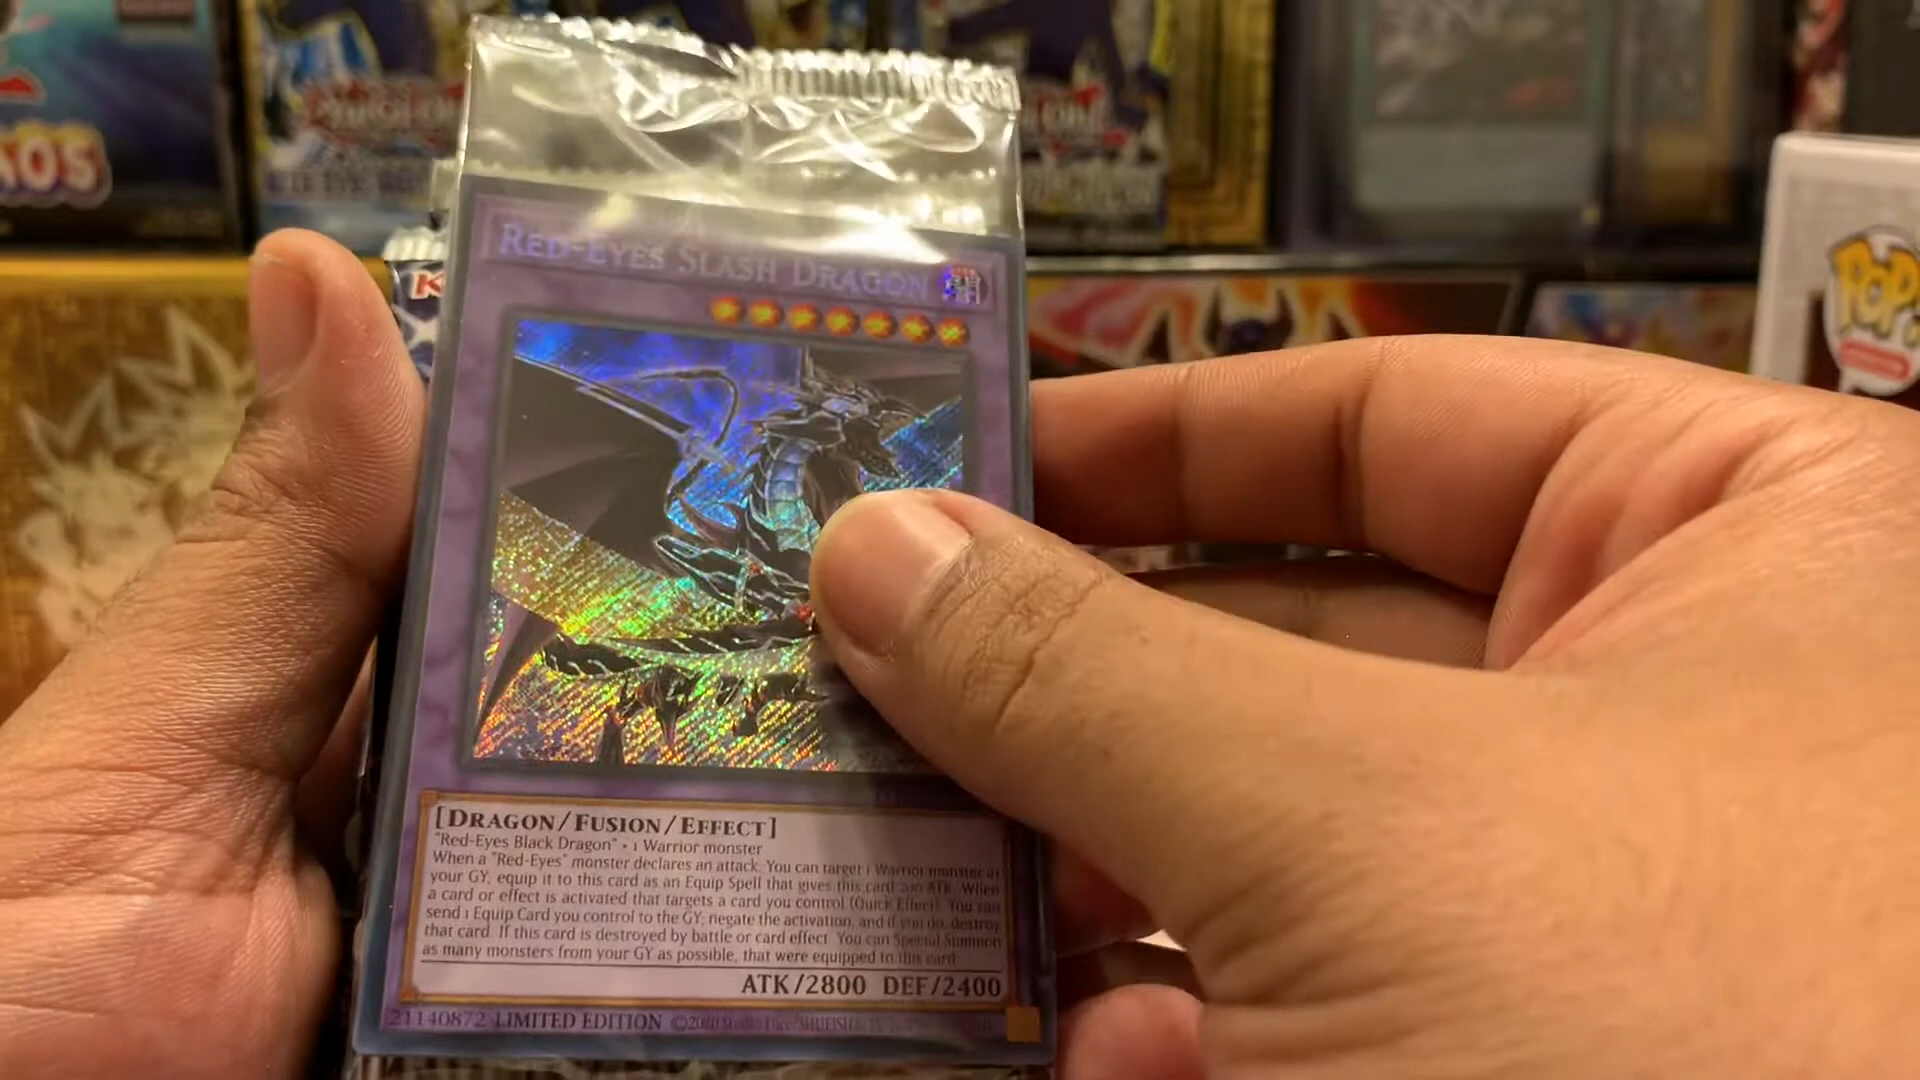 POP!
RED-EYES SLASH DRAGON
K
[DRAGON/FUSION/EFFECT]
"Red-Eyes Black Dragon" + 1 Warrior monster
When a "Red-Eyes" monster declares an attack: You can target 1 Warrior monster in
your GY; equip it to this card as an Equip Spell that gives this card 200 ATK. When
a card or effect is activated that targets a card you control (Quick Effect): You can
send 1 Equip Card you control to the GY; negate the activation, and if you do, destroy
that card. If this card is destroyed by battle or card effect: You can Special Summon
as many monsters from your GY as possible, that were equipped to this card.
ATK/2800 DEF/2400
21140872 LIMITED EDITION ©2020